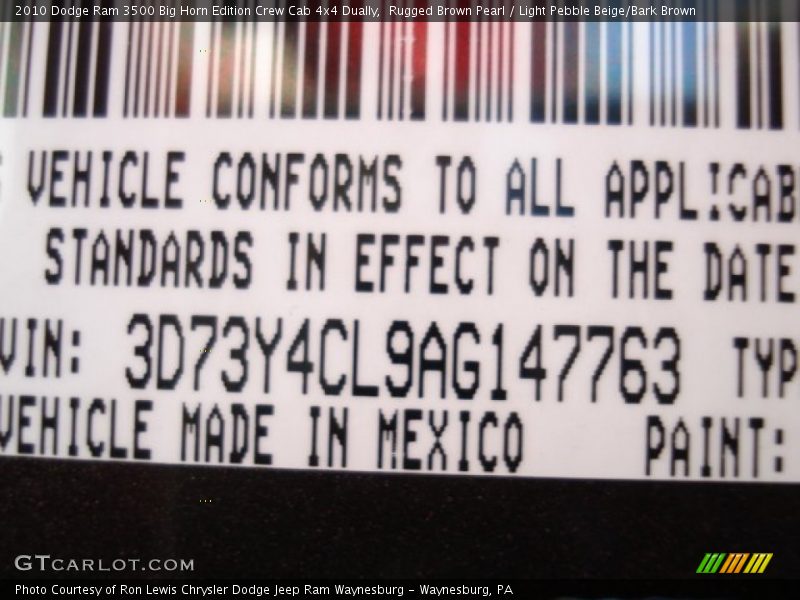 2010 Dodge Ram 3500 Big Horn Edition Crew Cab 4x4 Dually,  Rugged Brown Pearl / Light Pebble Beige/Bark Brown
VEHICLE CONFORMS TO ALL APPLICAB
STANDARDS IN EFFECT ON THE DATE
VIN: 3D73Y4CL9AG147763 TYP
VEHICLE MADE IN MEXICO PAINT:
GTCARLOT.COM
Photo Courtesy of Ron Lewis Chrysler Dodge Jeep Ram Waynesburg - Waynesburg, PA